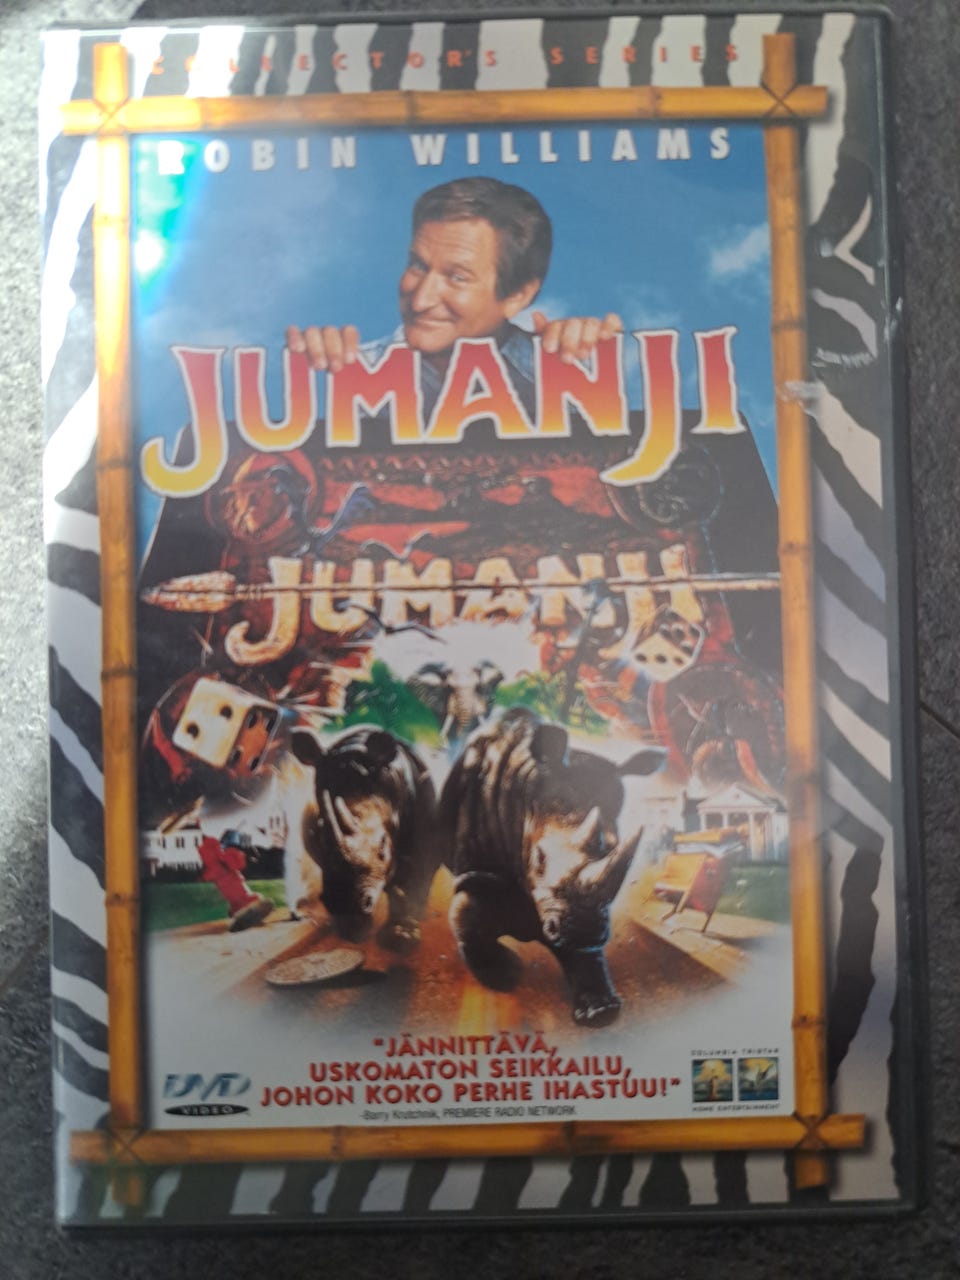 COLLECTOR'S SERIES
ROBIN WILLIAMS
JUMANJI
JUMANJI
"JÄNNITTÄVÄ,
USKOMATON SEIKKAILU,
JOHON KOKO PERHE IHASTUU!"
-Barry Krutchnik, PREMIERE RADIO NETWORK
DVD
VIDEO
COLUMBIA TRISTAR
HOME ENTERTAINMENT